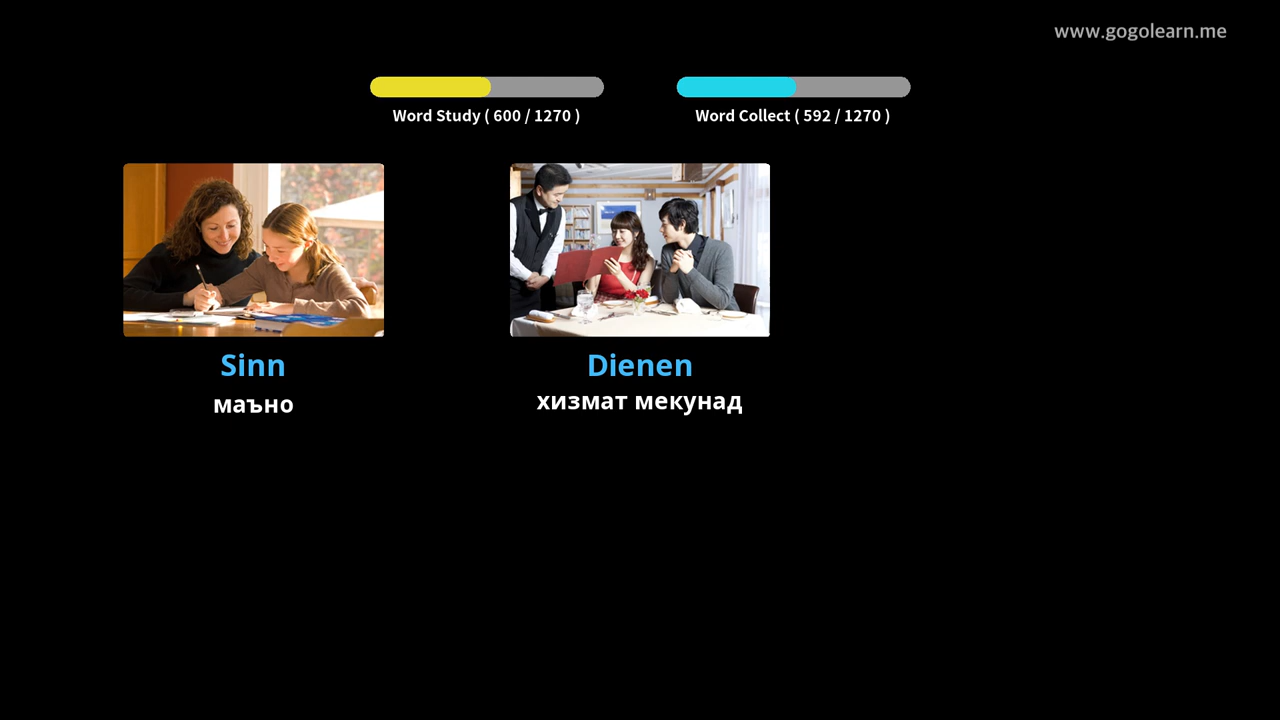 www.gogolearn.me
Word Study ( 600 / 1270 )
Word Collect ( 592 / 1270 )
Sinn
маъно
Dienen
хизмат мекунад